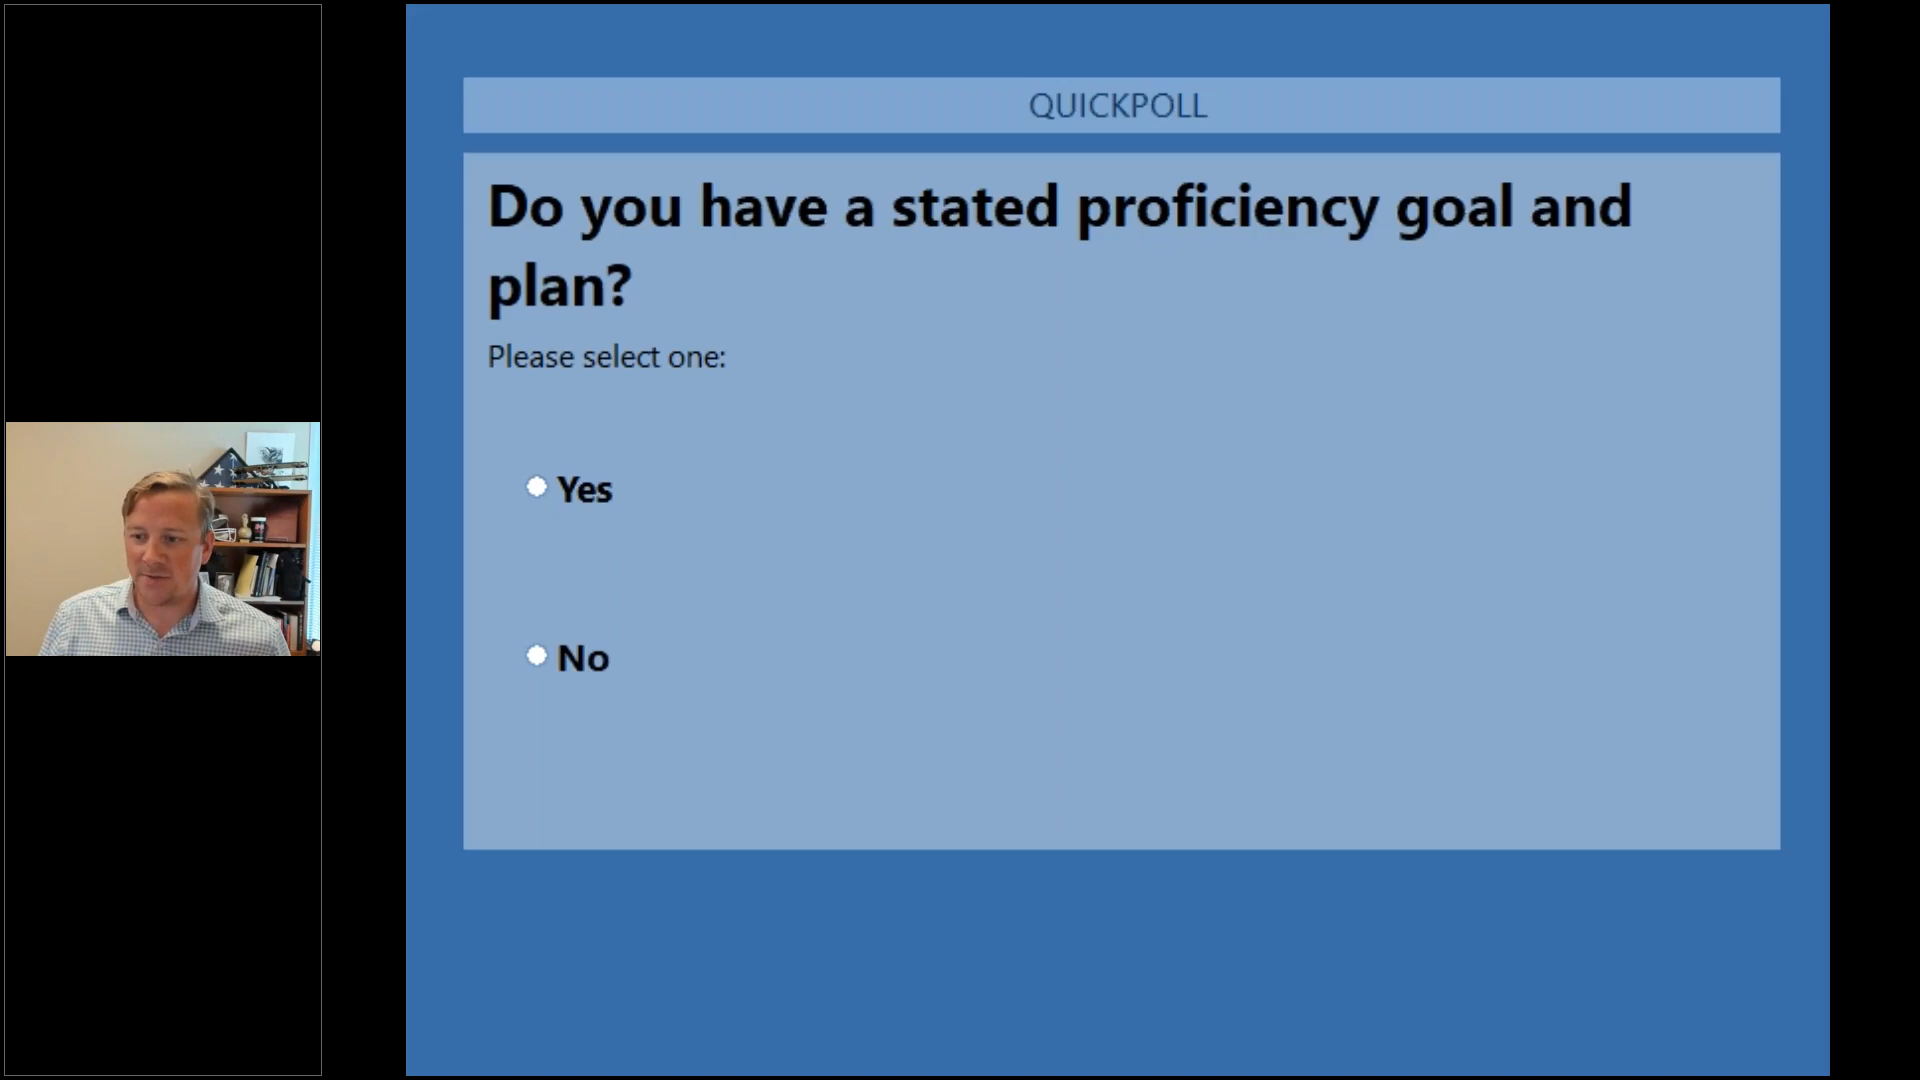 QUICKPOLL
Do you have a stated proficiency goal and
plan?
Please select one:
Yes
No